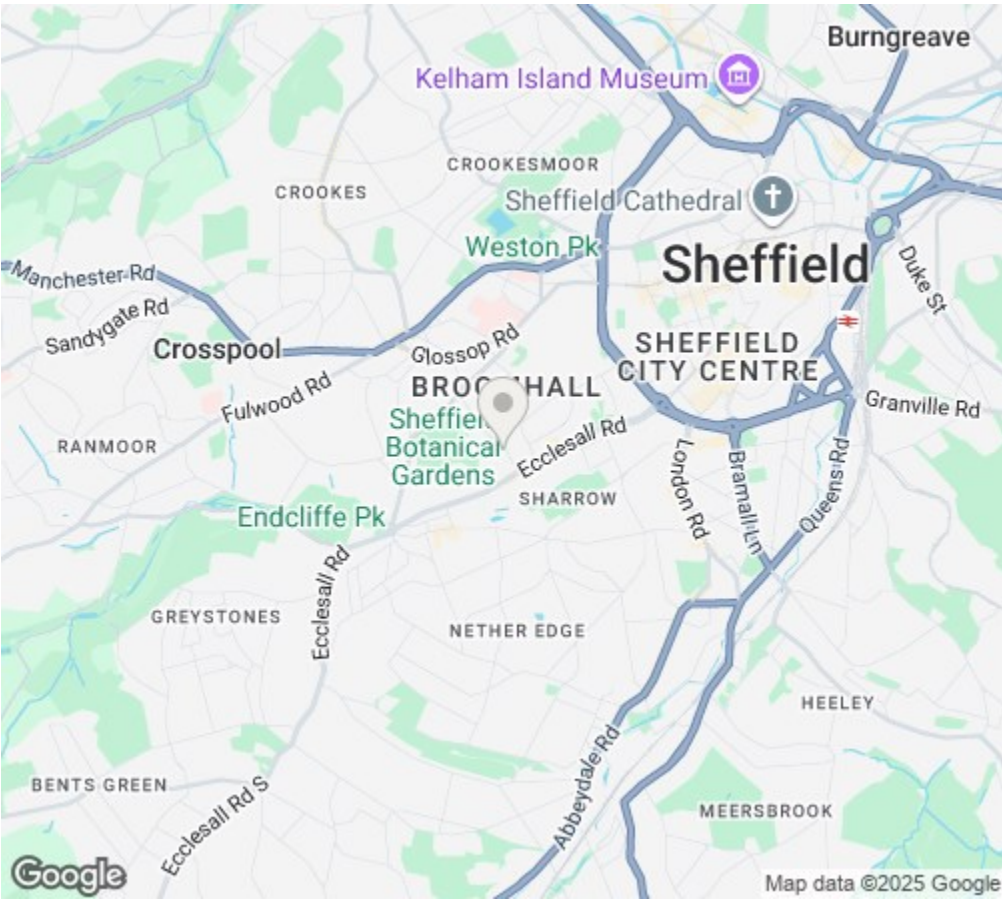 Burngreave
Kelham Island Museum
CROOKESMOOR
CROOKES
Sheffield Cathedral
Weston Pk
Sheffield
Manchester Rd
Duke St
Sandygate Rd
Crosspool
Glossop Rd
SHEFFIELD
CITY CENTRE
Fulwood Rd
Granville Rd
Sheffield
Botanical
Gardens
Ecclesall Rd
RANMOOR
London Rd
Bramall Ln
Queens Rd
SHARROW
Endcliffe Pk
Ecclesall Rd
GREYSTONES
NETHER EDGE
HEELEY
Abbeydale Rd
BENTS GREEN
Ecclesall Rd S
MEERSBROOK
Google
Map data ©2025 Google